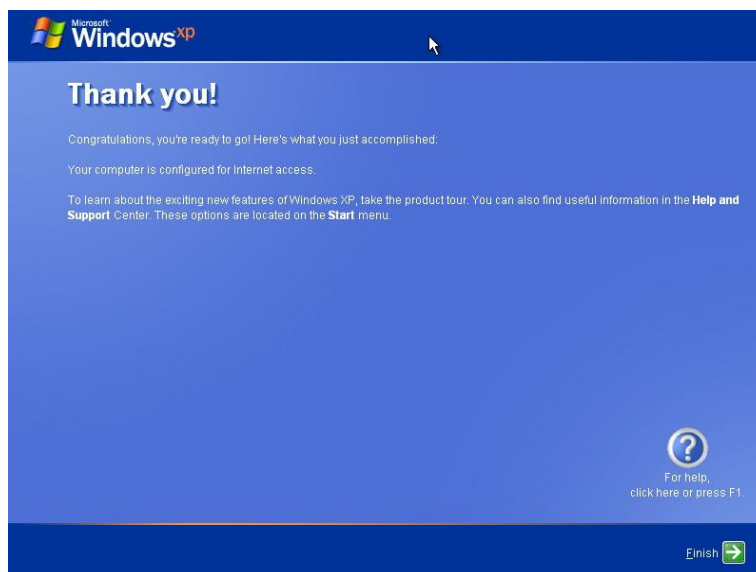 Microsoft
Windows xp
Thank you!
Congratulations, you're ready to go! Here's what you just accomplished:
Your computer is configured for Internet access.
To learn about the exciting new features of Windows XP, take the product tour. You can also find useful information in the Help and
Support Center. These options are located on the Start menu.
For help,
click here or press F1.
Finish